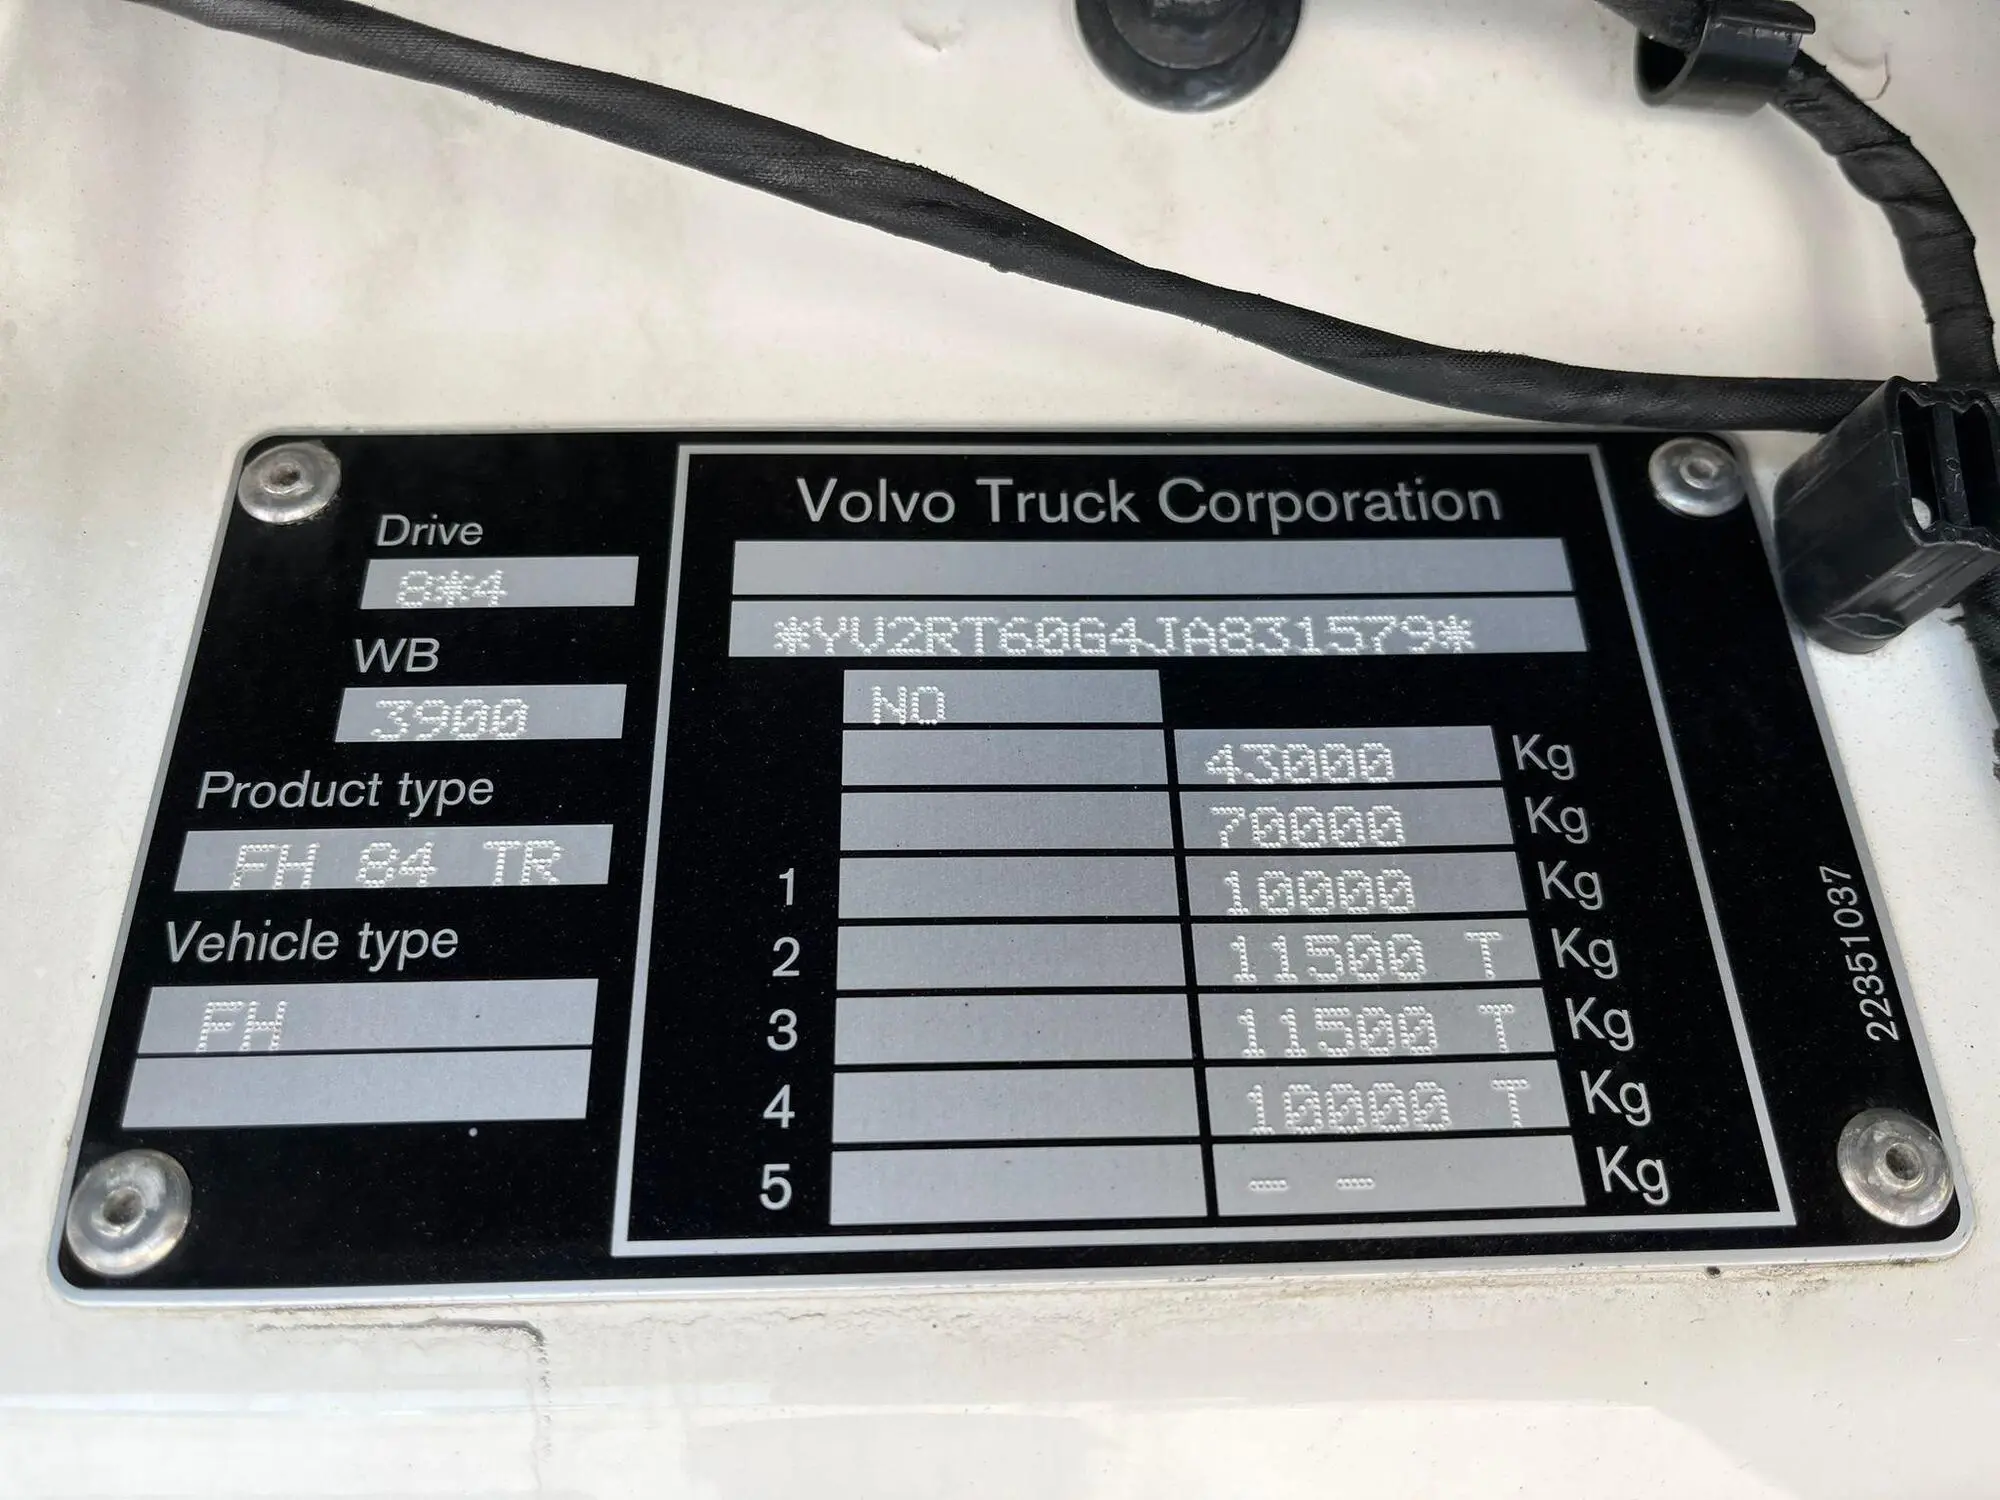 Volvo Truck Corporation
Drive
8*4
WB
3900
Product type
FH 84 TR
Vehicle type
FH
*YV2RT60G4JA831579*
NO
43000 Kg
70000 Kg
1 10000 Kg
2 11500 T Kg
3 11500 T Kg
4 10000 T Kg
5 - - Kg
22351037